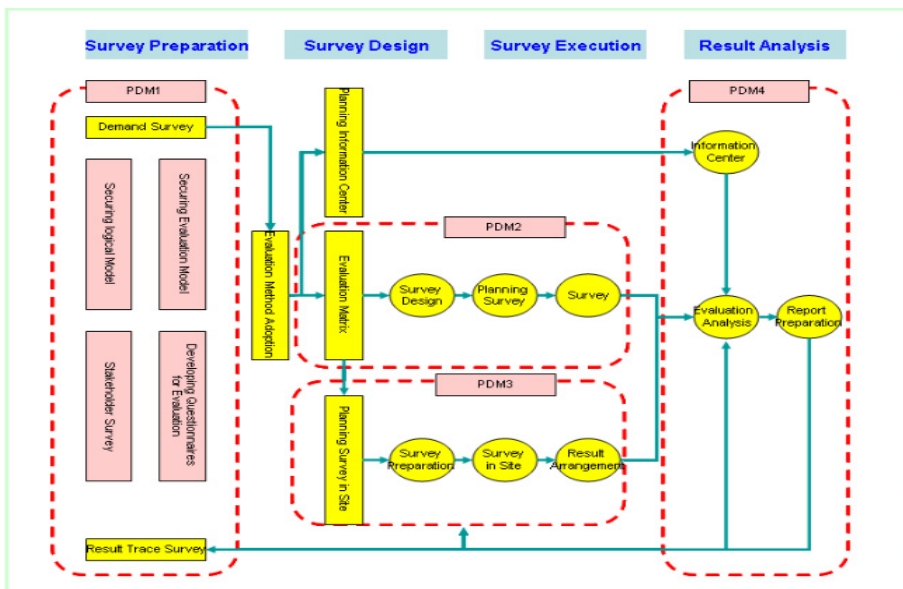 Survey Preparation
Survey Design
Survey Execution
Result Analysis
PDM1
Demand Survey
Securing logical Model
Securing Evaluation Model
Stakeholder Survey
Developing Questionnaires
for Evaluation
Result Trace Survey
Evaluation Method Adoption
Planning Information Center
PDM2
Evaluation Matrix
Survey
Design
Planning
Survey
Survey
PDM3
Planning Survey in Site
Survey
Preparation
Survey
in Site
Result
Arrangement
PDM4
Information
Center
Evaluation
Analysis
Report
Preparation